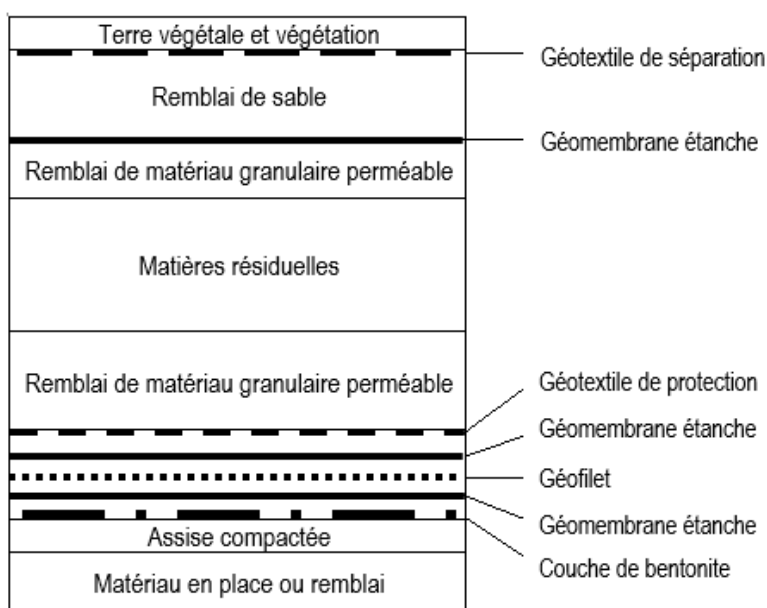 Terre végétale et végétation
Géotextile de séparation
Remblai de sable
Géomembrane étanche
Remblai de matériau granulaire perméable
Matières résiduelles
Remblai de matériau granulaire perméable
Géotextile de protection
Géomembrane étanche
Géofilet
Géomembrane étanche
Assise compactée
Couche de bentonite
Matériau en place ou remblai